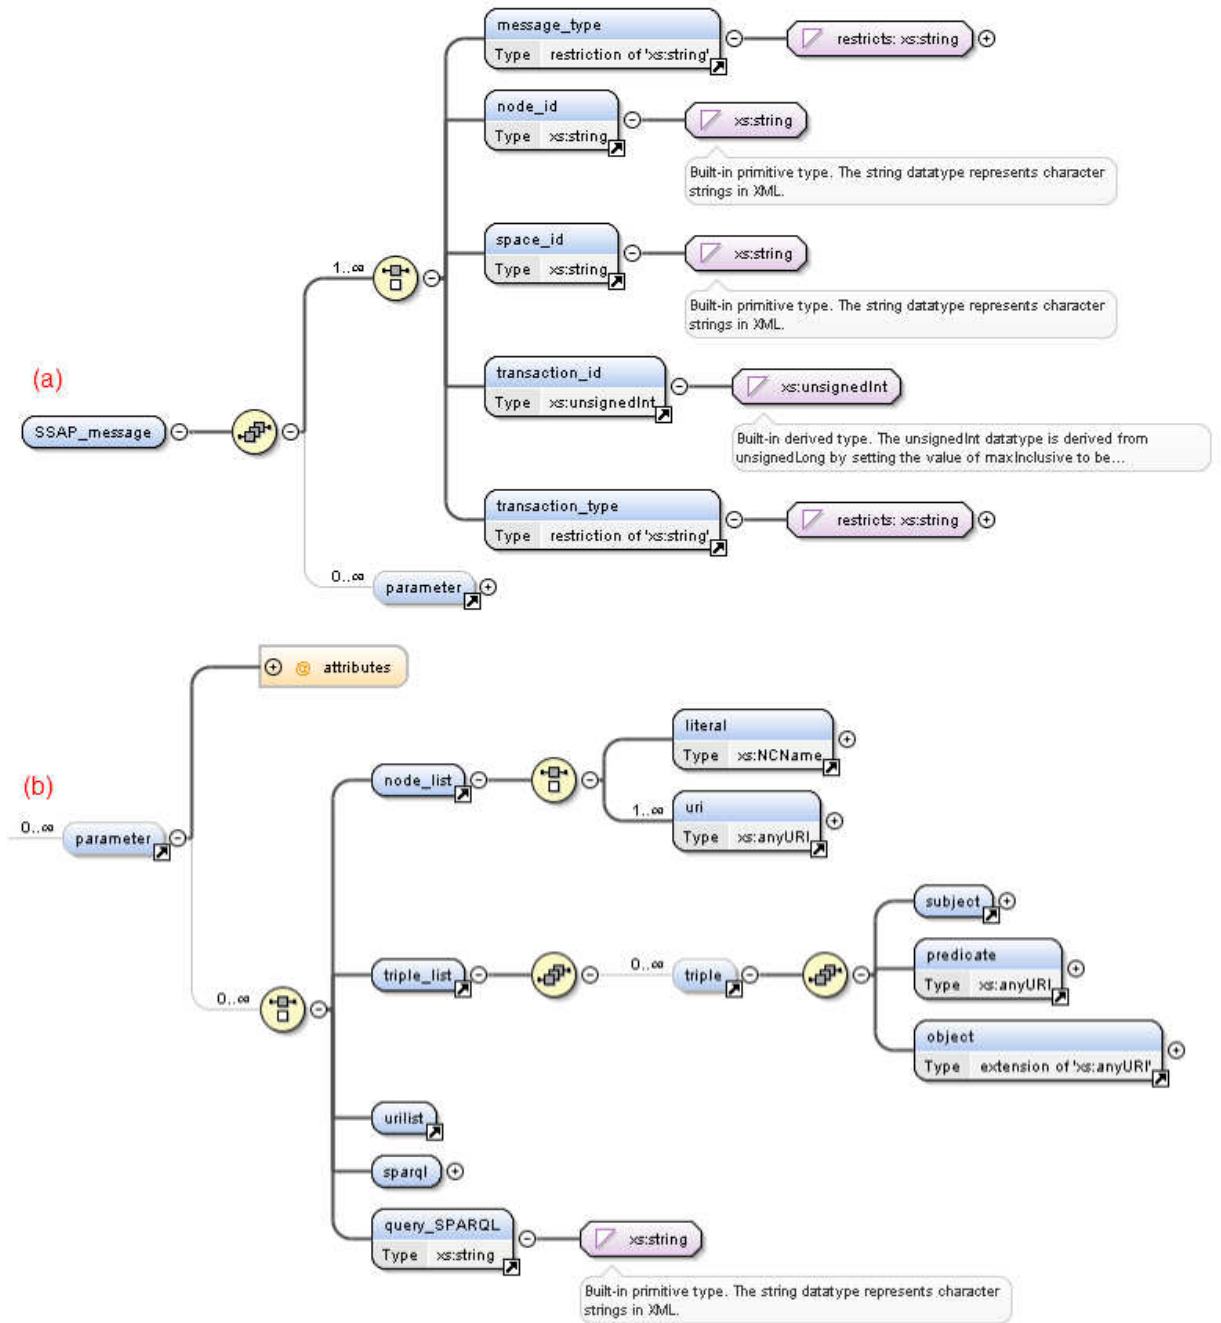 message_type
Type restriction of 'xs:string'
restricts: xs:string
node_id
Type xs:string
xs:string
Built-in primitive type. The string datatype represents character
strings in XML.
space_id
Type xs:string
xs:string
Built-in primitive type. The string datatype represents character
strings in XML.
1..∞
(a)
transaction_id
Type xs:unsignedInt
xs:unsignedInt
Built-in derived type. The unsignedInt datatype is derived from
unsignedLong by setting the value of maxInclusive to be...
SSAP_message
transaction_type
Type restriction of 'xs:string'
restricts: xs:string
0..∞
parameter
@ attributes
literal
Type xs:NCName
(b)
node_list
1..∞
uri
Type xs:anyURI
0..∞
parameter
subject
triple_list
0..∞
triple
predicate
Type xs:anyURI
0..∞
object
Type extension of 'xs:anyURI'
urilist
sparql
query_SPARQL
Type xs:string
xs:string
Built-in primitive type. The string datatype represents character
strings in XML.